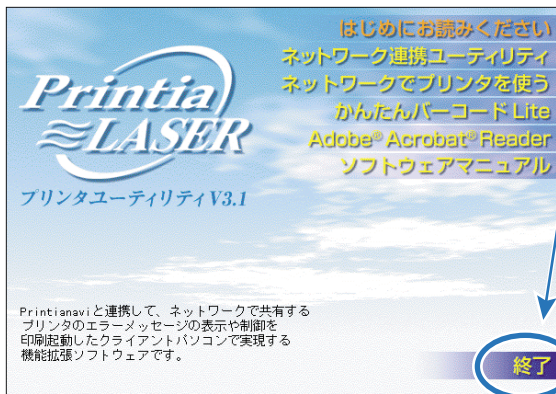 はじめにお読みください
ネットワーク連携ユーティリティ
ネットワークでプリンタを使う
かんたんバーコード Lite
Adobe® Acrobat® Reader
ソフトウェアマニュアル
Printia
LASER
プリンタユーティリティ V3.1
Printianaviと連携して、ネットワークで共有する
プリンタのエラーメッセージの表示や制御を
印刷起動したクライアントパソコンで実現する
機能拡張ソフトウェアです。
終了